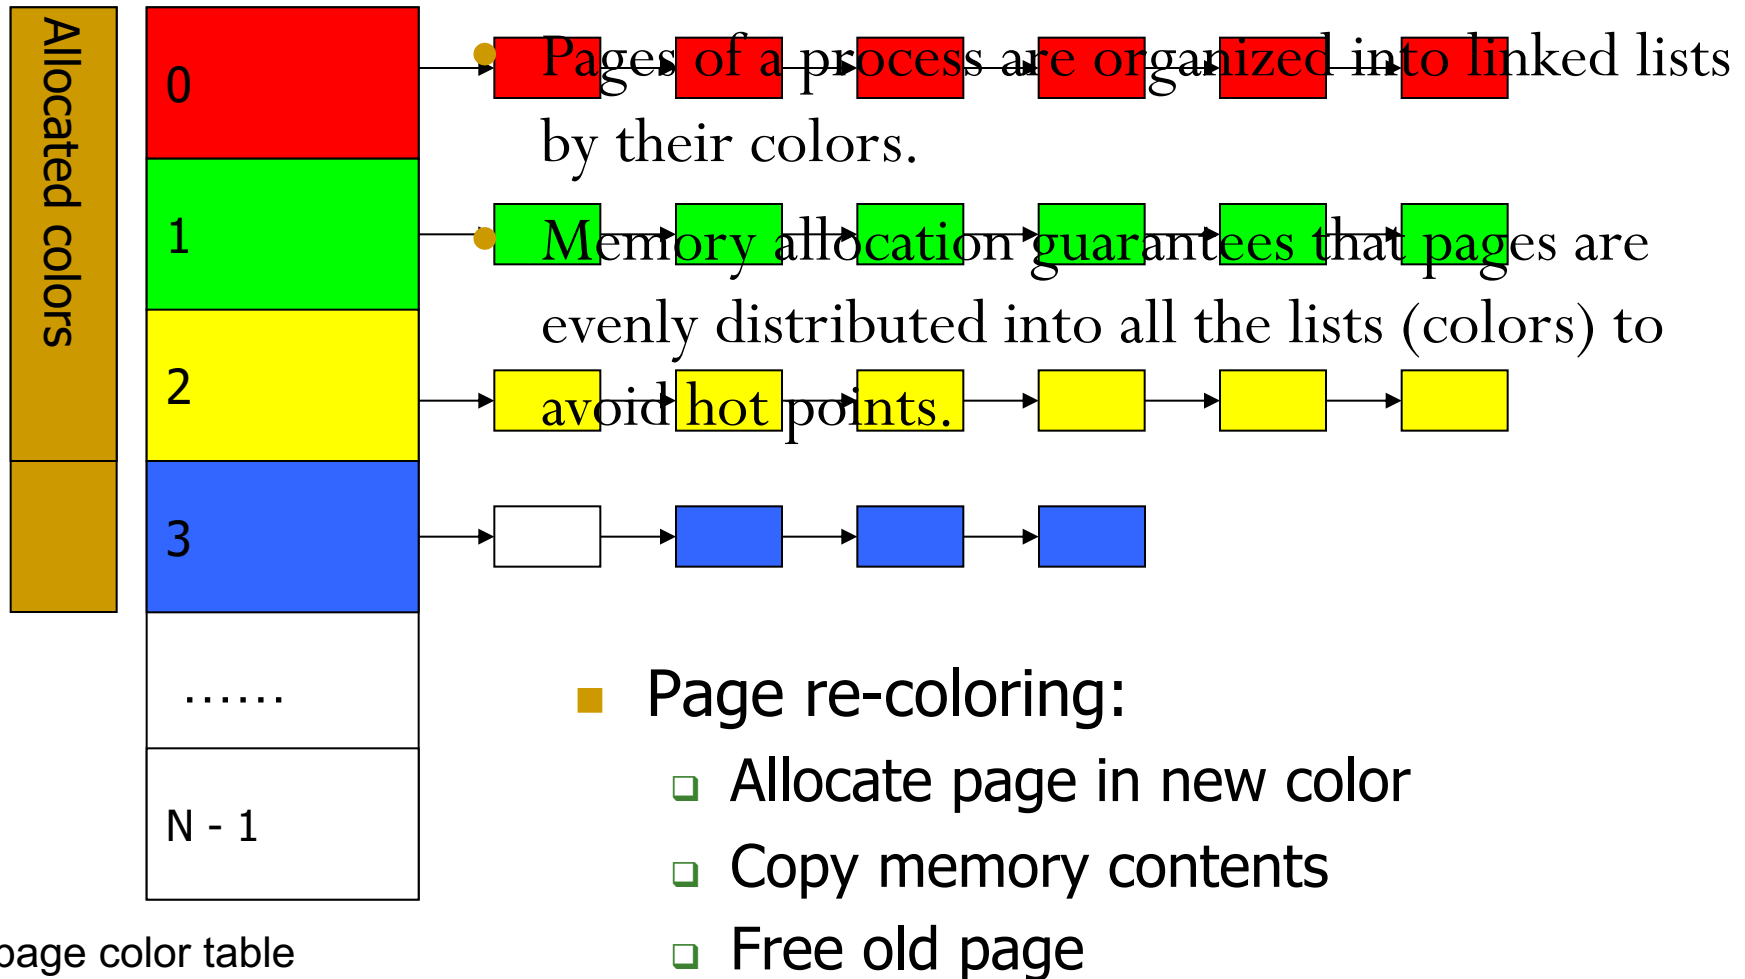 Allocated colors
0
1
2
3
......
N - 1
page color table
Pages of a process are organized into linked lists
by their colors.
Memory allocation guarantees that pages are
evenly distributed into all the lists (colors) to
avoid hot points.
Page re-coloring:
Allocate page in new color
Copy memory contents
Free old page